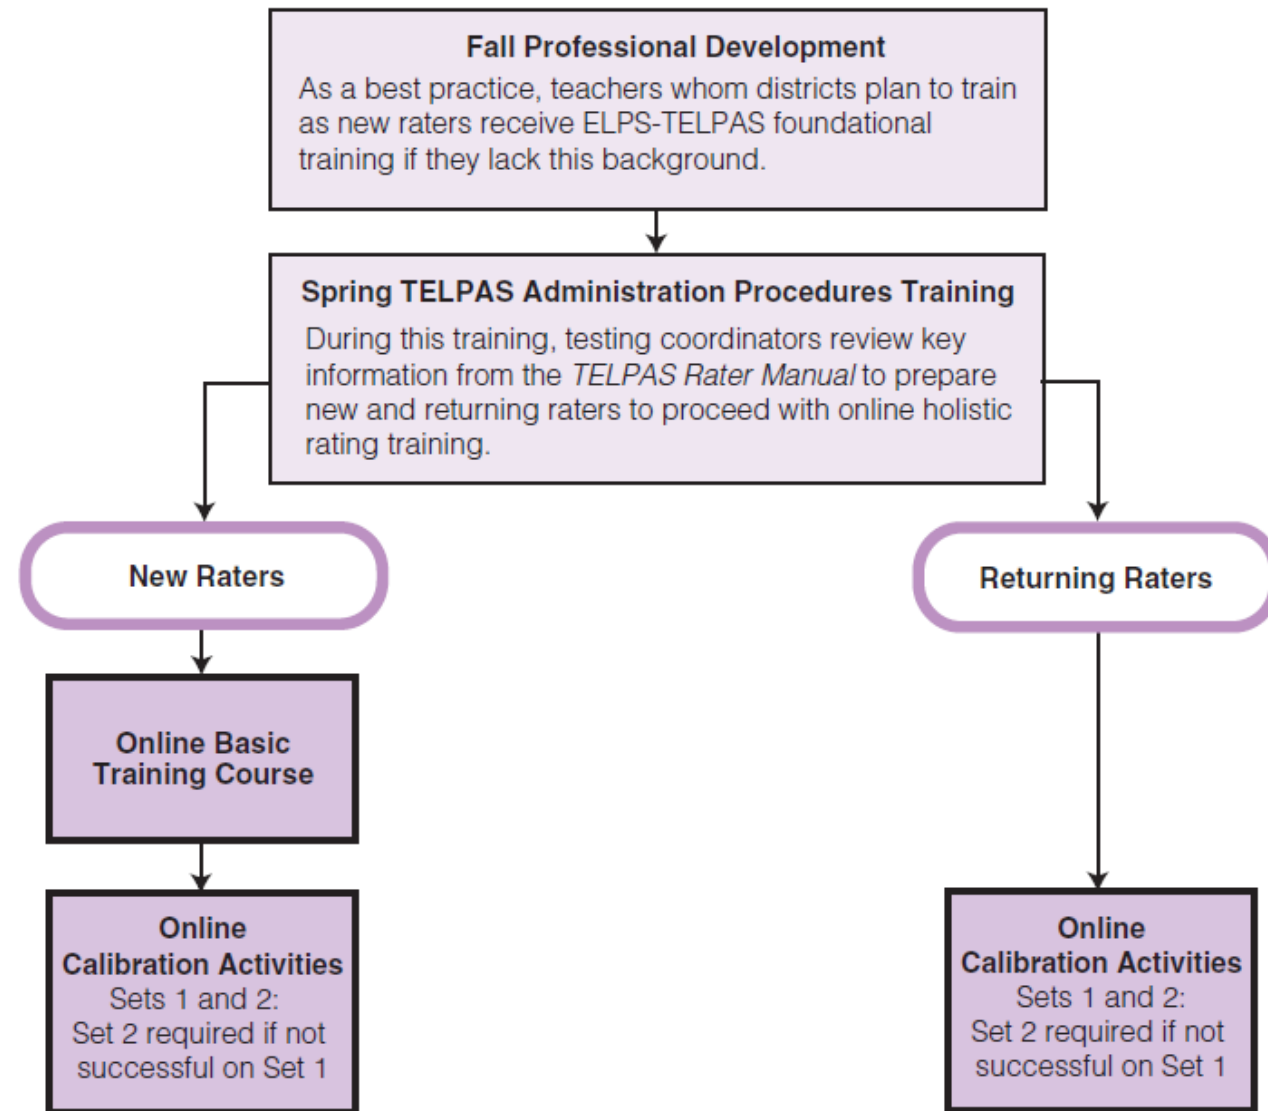 Fall Professional Development
As a best practice, teachers whom districts plan to train
as new raters receive ELPS-TELPAS foundational
training if they lack this background.
Spring TELPAS Administration Procedures Training
During this training, testing coordinators review key
information from the TELPAS Rater Manual to prepare
new and returning raters to proceed with online holistic
rating training.
New Raters
Returning Raters
Online Basic
Training Course
Online
Calibration Activities
Sets 1 and 2:
Set 2 required if not
successful on Set 1
Online
Calibration Activities
Sets 1 and 2:
Set 2 required if not
successful on Set 1